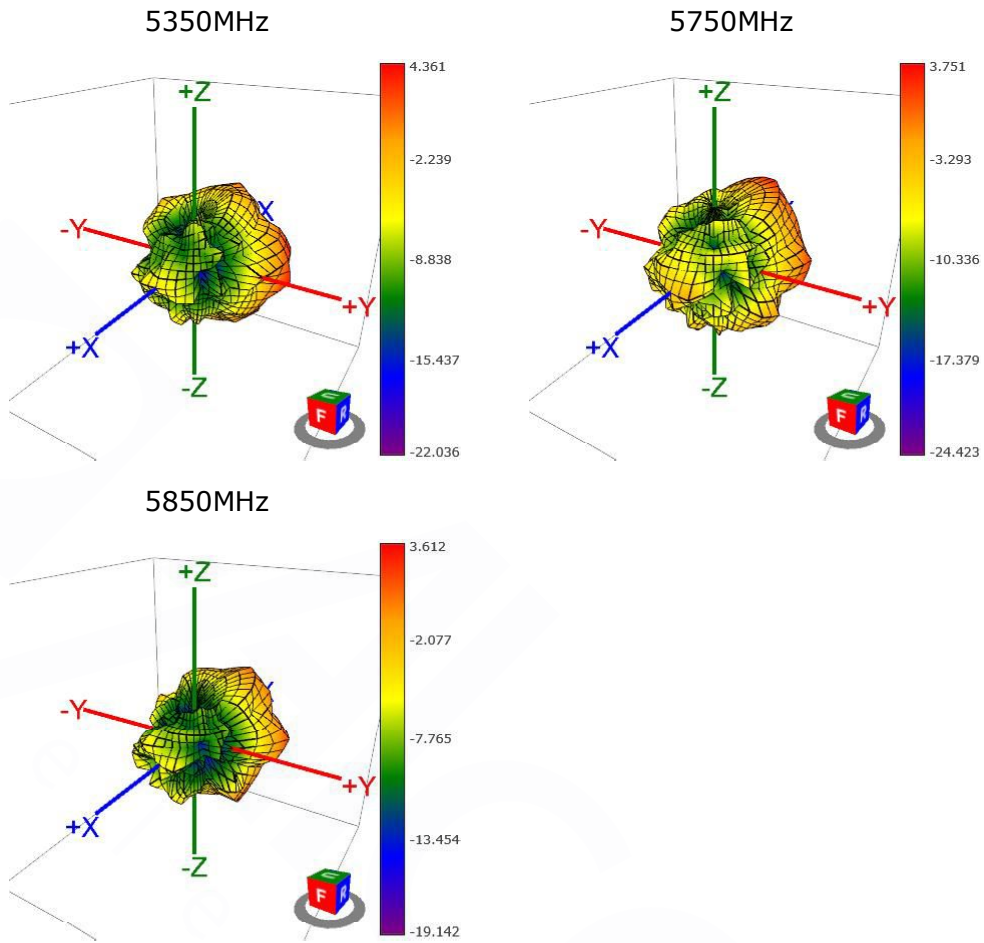 5350MHz
5750MHz
4.361
-2.239
-8.838
-15.437
-22.036
+Z
-Y
X
+Y
+X
-Z
F
R
3.751
-3.293
-10.336
-17.379
-24.423
+Z
-Y
+Y
+X
-Z
F
R
5850MHz
3.612
-2.077
-7.765
-13.454
-19.142
+Z
-Y
+Y
+X
-Z
F
R